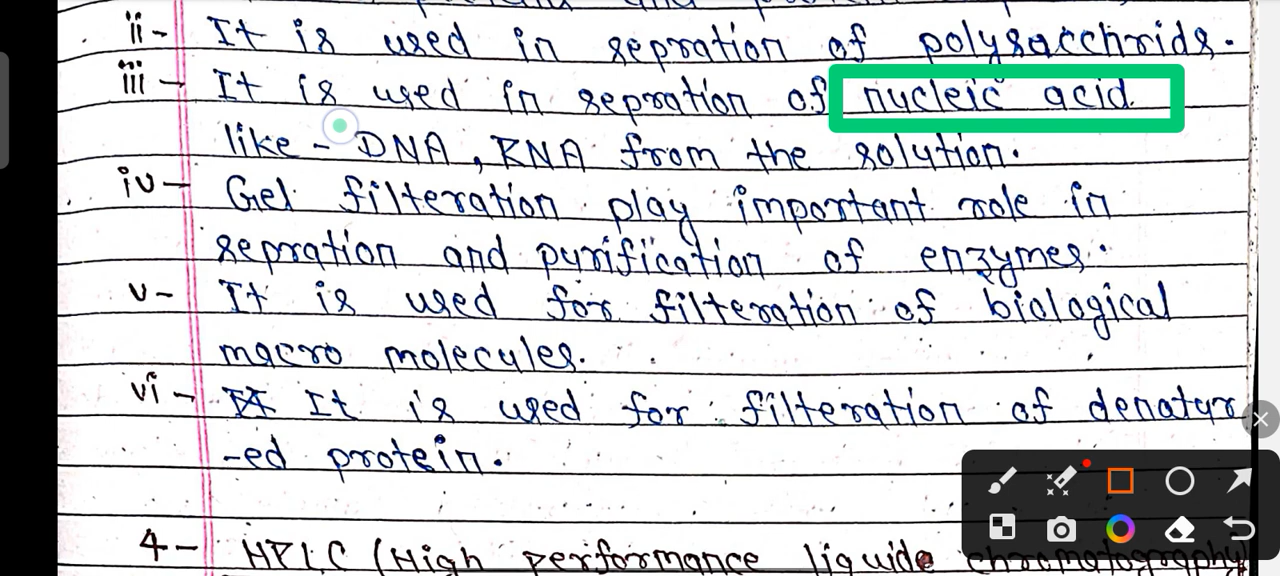 ii- It is used in sepration of polysacchrids.
iii- It is used in sepration of nucleic acid.
like - DNA, RNA from the solution.
iv- Gel filteration play important role in
sepration and purification of enzymes.
v- It is used for filteration of biological
macro molecules.
vi- It is used for filteration of denatur
-ed protein.
4- HPLC (High performance liquide chromatography